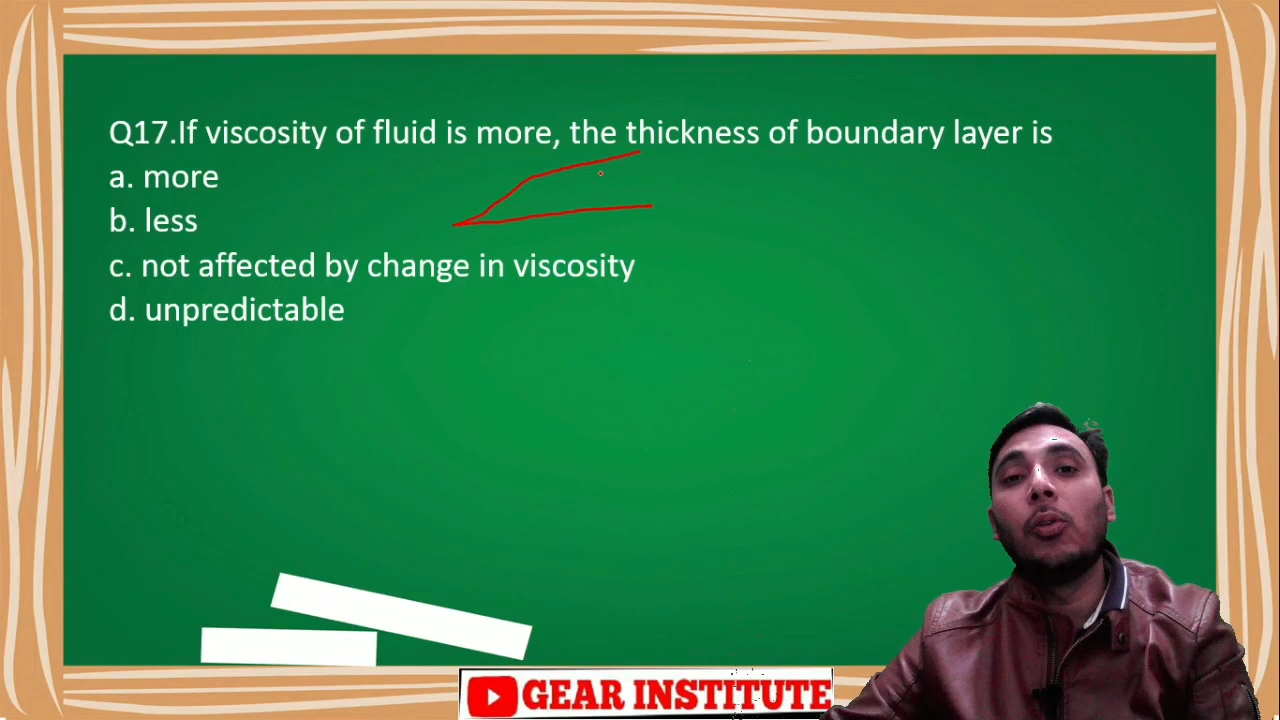 Q17.If viscosity of fluid is more, the thickness of boundary layer is
a. more
b. less
c. not affected by change in viscosity
d. unpredictable
GEAR INSTITUTE